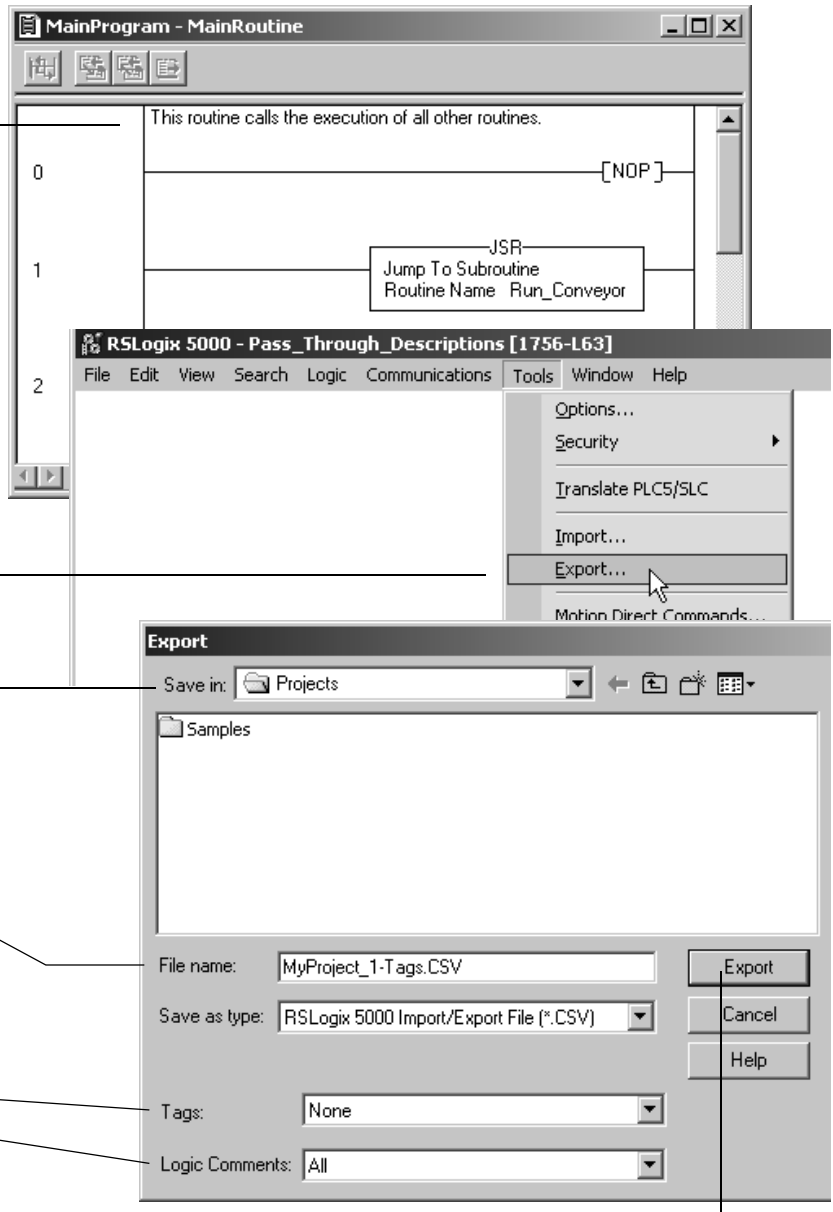 MainProgram - MainRoutine
This routine calls the execution of all other routines.
0
NOP
JSR
1
Jump To Subroutine
Routine Name Run_Conveyor
RSLogix 5000 - Pass_Through_Descriptions [1756-L63]
File Edit View Search Logic Communications Tools Window Help
2
Options...
Security
Translate PLC5/SLC
Import...
Export...
Motion Direct Commands...
Export
Save in: Projects
Samples
File name: MyProject_1-Tags.CSV Export
Save as type: RSLogix 5000 Import/Export File (*.CSV) Cancel
Help
Tags: None
Logic Comments: All